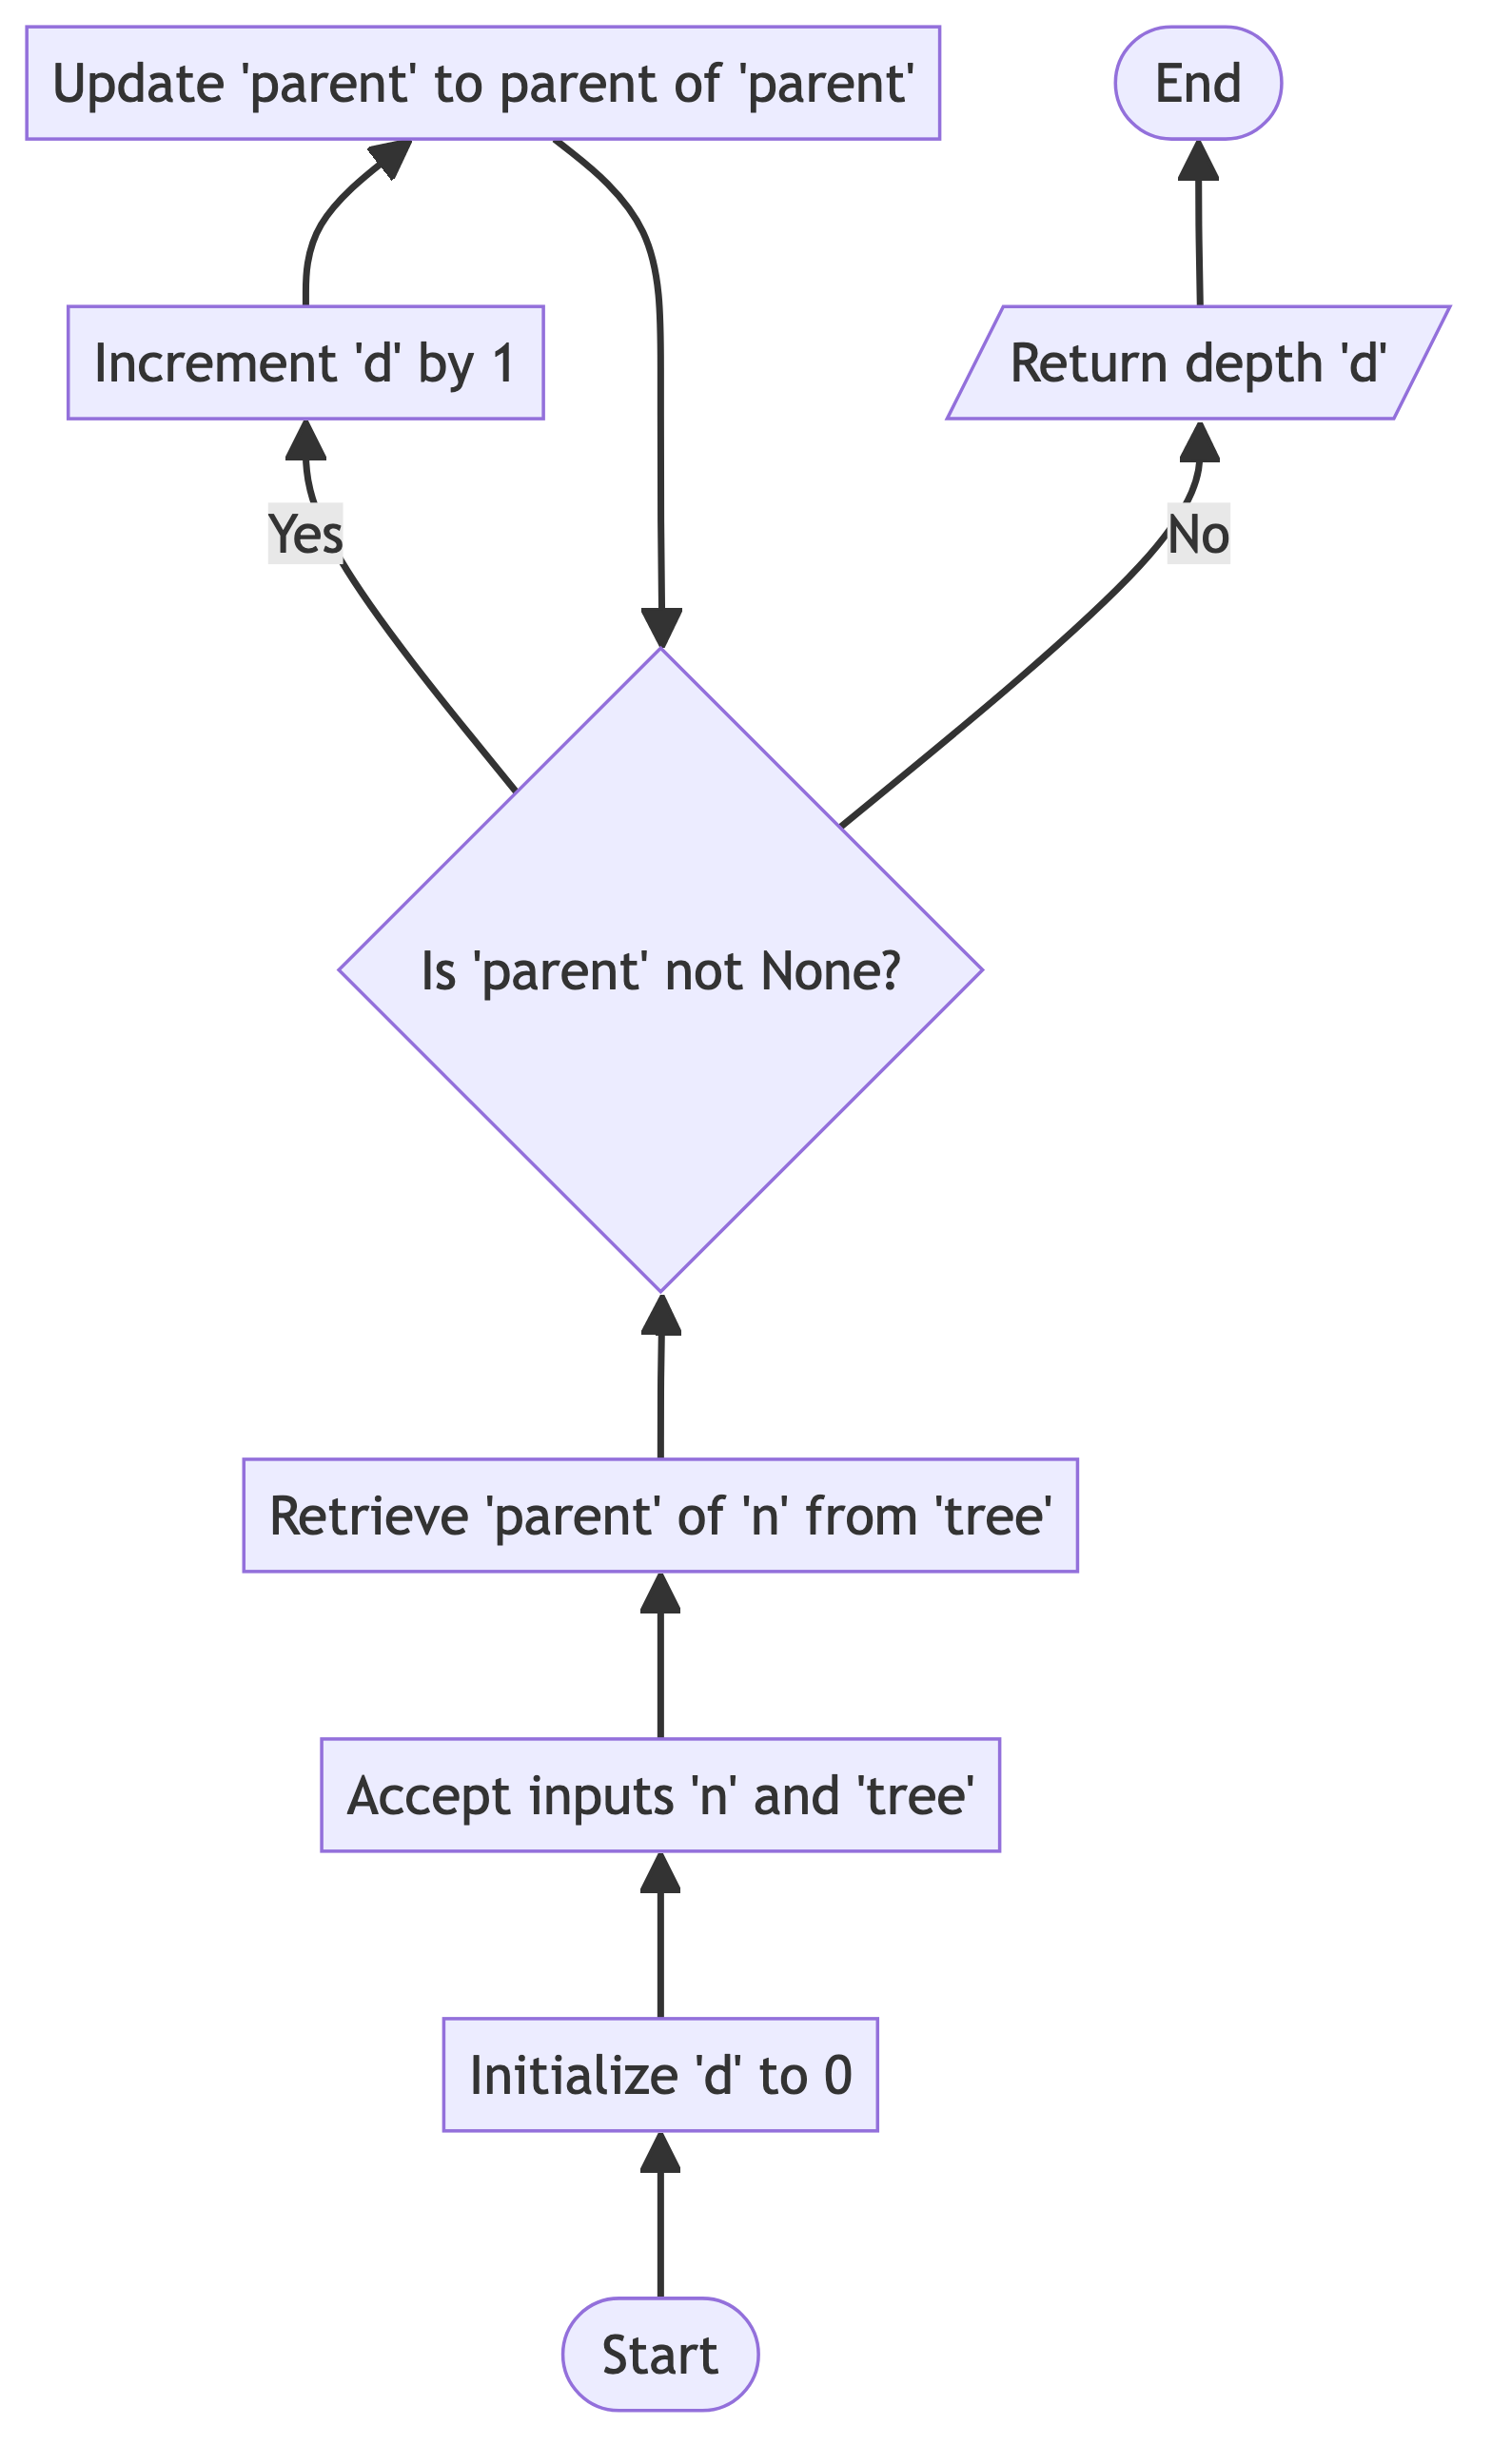 Update 'parent' to parent of 'parent'
End
Increment 'd' by 1
Return depth 'd'
Yes
No
Is 'parent' not None?
Retrieve 'parent' of 'n' from 'tree'
Accept inputs 'n' and 'tree'
Initialize 'd' to 0
Start